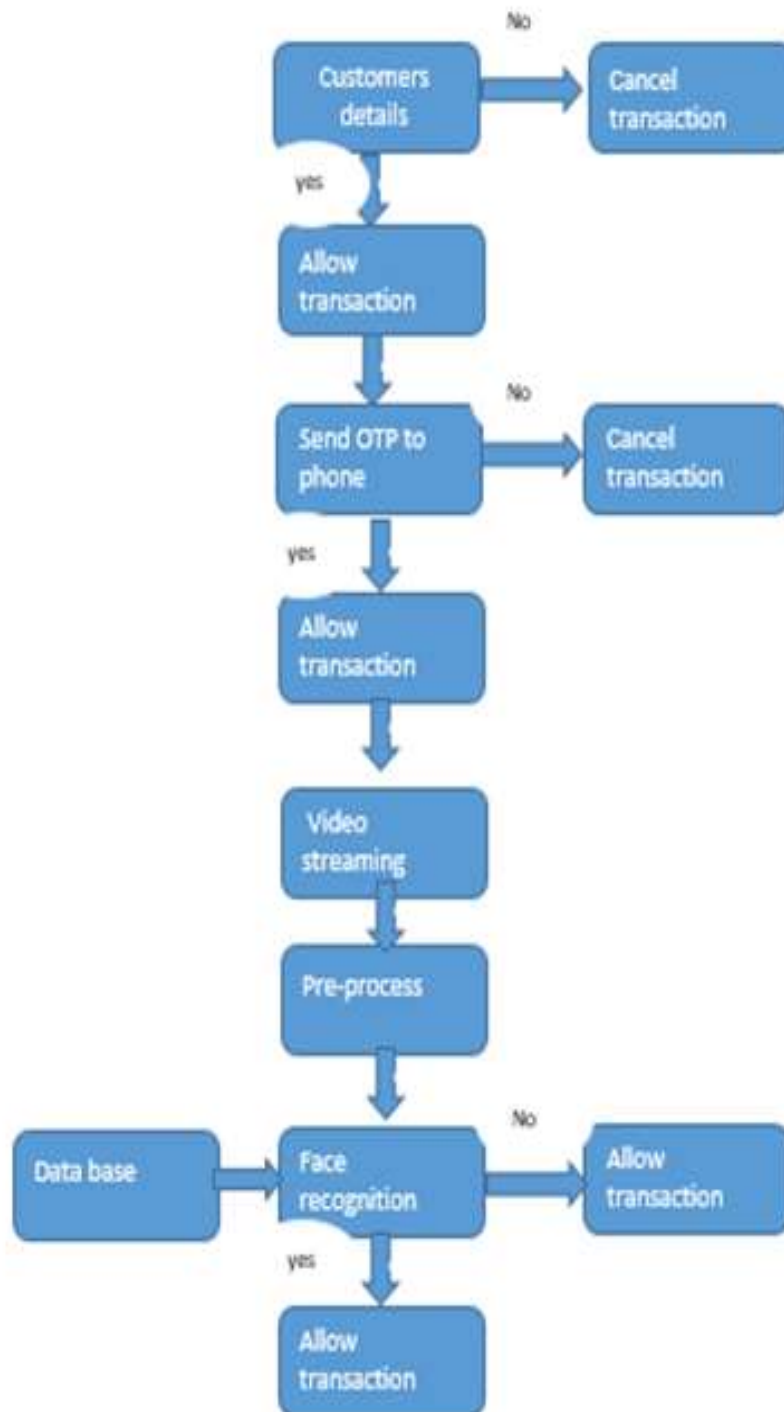 No
Customers
details
Cancel
transaction
yes
Allow
transaction
No
Send OTP to
phone
Cancel
transaction
yes
Allow
transaction
Video
streaming
Pre-process
No
Data base
Face
recognition
Allow
transaction
yes
Allow
transaction